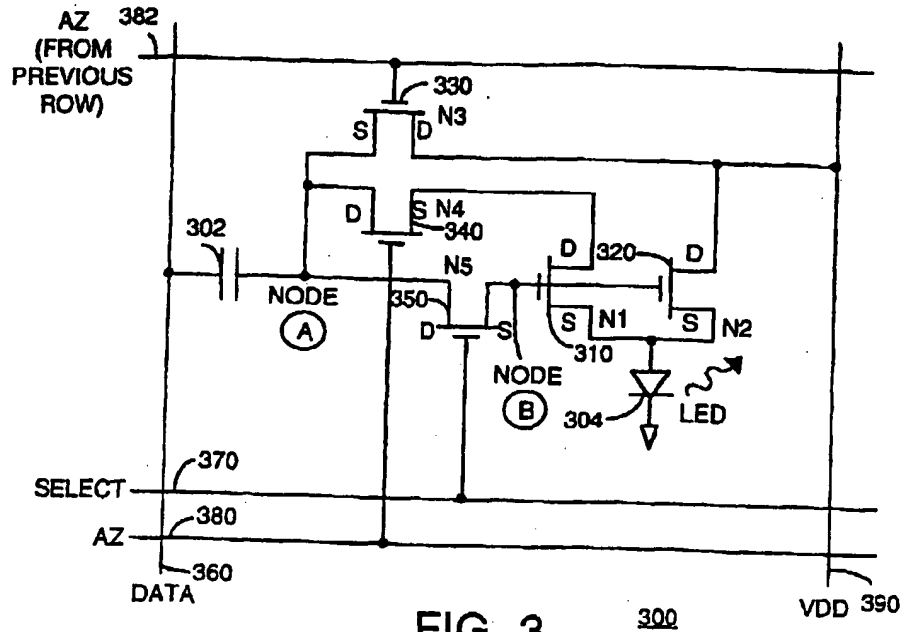 AZ 382
(FROM
PREVIOUS
ROW)
330
N3
S D
D S N4
340
302
N5
320
D D
NODE
A
350
D S
S N1
S N2
310
NODE
B
304
LED
370
SELECT
380
AZ
360
DATA
VDD 390
FIG. 3
300